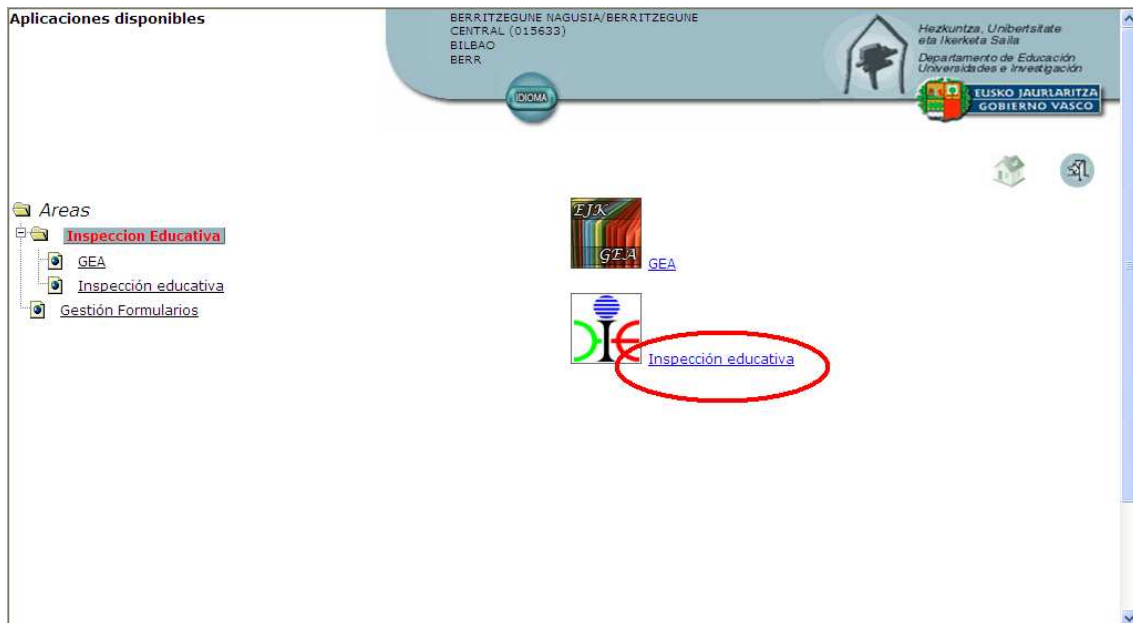 Aplicaciones disponibles
BERRITZEGUNE NAGUSIA/BERRITZEGUNE
CENTRAL (015633)
BILBAO
BERR
IDIOMA
Hezkuntza, Unibertsitate
eta Ikerketa Saila
Departamento de Educación
Universidades e Investigación
EUSKO JAURLARITZA
GOBIERNO VASCO
Areas
Inspeccion Educativa
GEA
Inspección educativa
Gestión Formularios
EJK
GEA
GEA
Inspección educativa